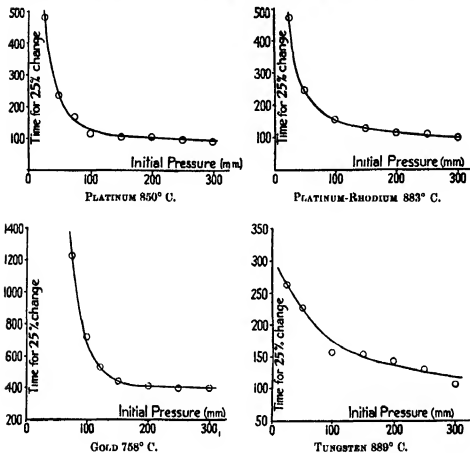 500
400
300
200
100
Time for 25% change
Initial Pressure (mm)
0 100 200 300
PLATINUM 850° C.
500
400
300
200
100
Time for 25% change
Initial Pressure (mm)
0 100 200 300
PLATINUM-RHODIUM 883° C.
1400
1200
1000
800
600
400
200
Time for 25% change
Initial Pressure (mm)
0 100 200 300
GOLD 758° C.
350
300
250
200
150
100
50
Time for 25% change
Initial Pressure (mm)
0 100 200 300
TUNGSTEN 889° C.